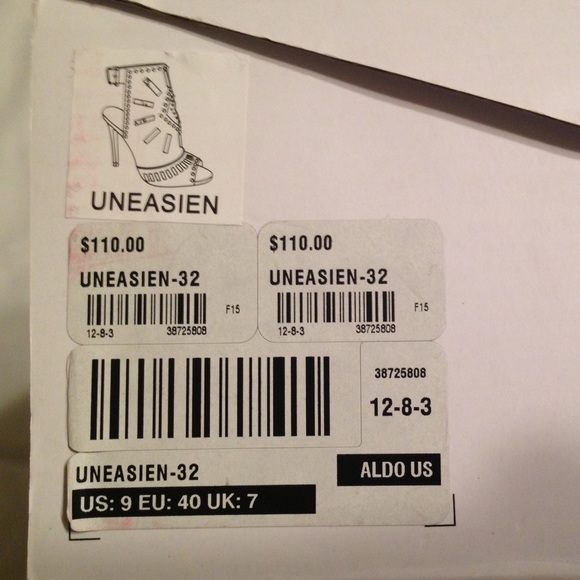 UNEASIEN
$110.00
UNEASIEN-32
F15
12-8-3 38725808
$110.00
UNEASIEN-32
F15
12-8-3 38725808
38725808
12-8-3
UNEASIEN-32
ALDO US
US: 9 EU: 40 UK: 7